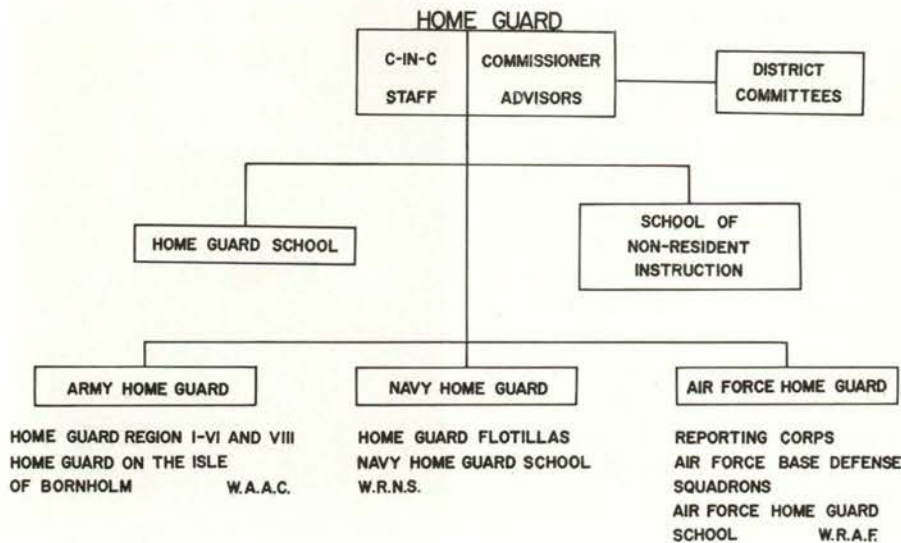 HOME GUARD
C-IN-C
STAFF
COMMISSIONER
ADVISORS
DISTRICT
COMMITTEES
HOME GUARD SCHOOL
SCHOOL OF
NON-RESIDENT
INSTRUCTION
ARMY HOME GUARD
HOME GUARD REGION I-VI AND VIII
HOME GUARD ON THE ISLE
OF BORNHOLM W.A.A.C.
NAVY HOME GUARD
HOME GUARD FLOTILLAS
NAVY HOME GUARD SCHOOL
W.R.N.S.
AIR FORCE HOME GUARD
REPORTING CORPS
AIR FORCE BASE DEFENSE
SQUADRONS
AIR FORCE HOME GUARD
SCHOOL W.R.A.F.